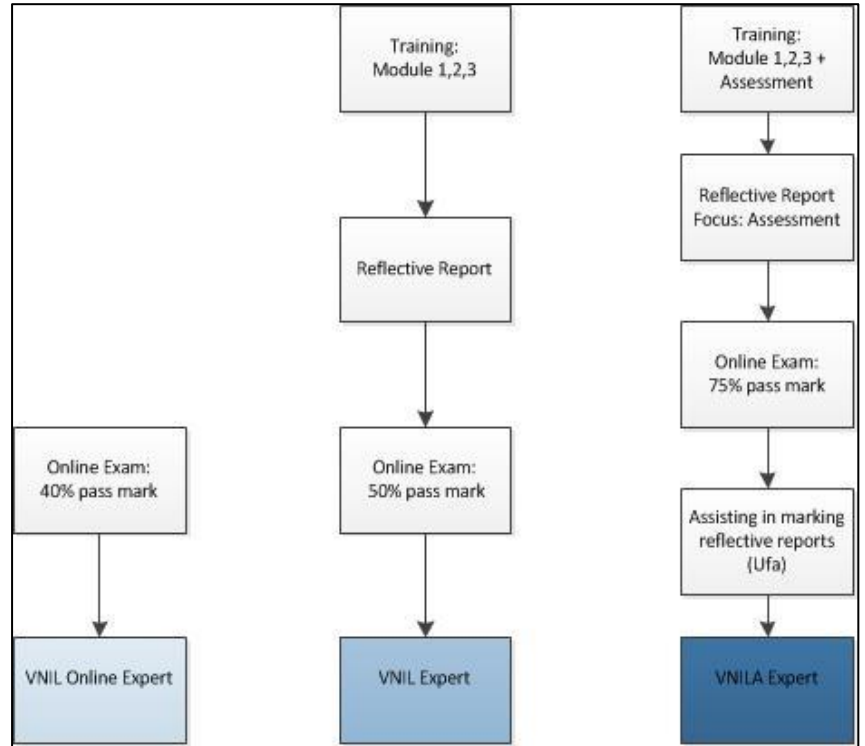 Training:
Module 1,2,3
Training:
Module 1,2,3 +
Assessment
Reflective Report
Focus: Assessment
Reflective Report
Online Exam:
75% pass mark
Online Exam:
40% pass mark
Online Exam:
50% pass mark
Assisting in marking
reflective reports
(Ufa)
VNIL Online Expert
VNIL Expert
VNILA Expert